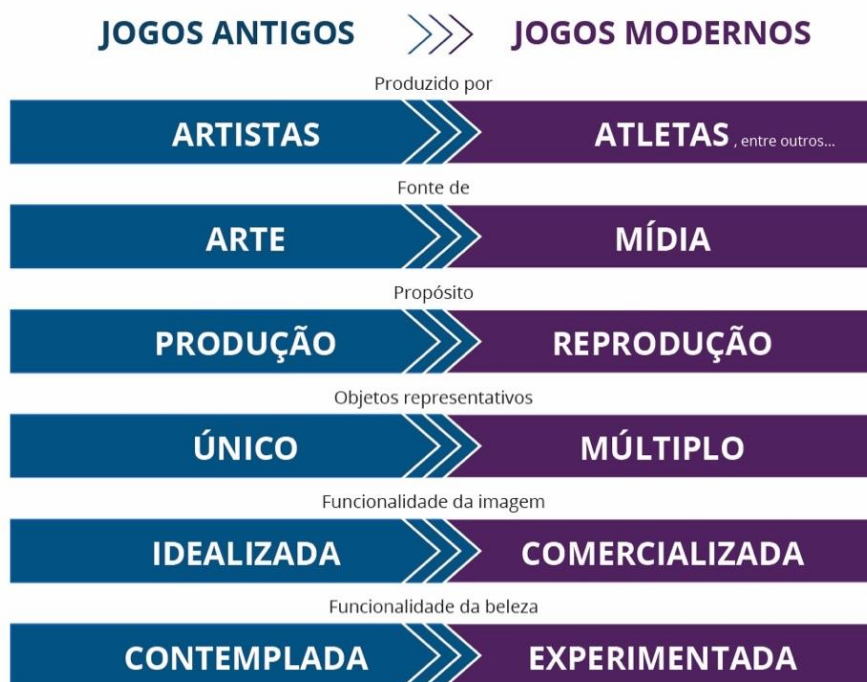 JOGOS ANTIGOS JOGOS MODERNOS
Produzido por
ARTISTAS ATLETAS , entre outros...
Fonte de
ARTE MÍDIA
Propósito
PRODUÇÃO REPRODUÇÃO
Objetos representativos
ÚNICO MÚLTIPLO
Funcionalidade da imagem
IDEALIZADA COMERCIALIZADA
Funcionalidade da beleza
CONTEMPLADA EXPERIMENTADA